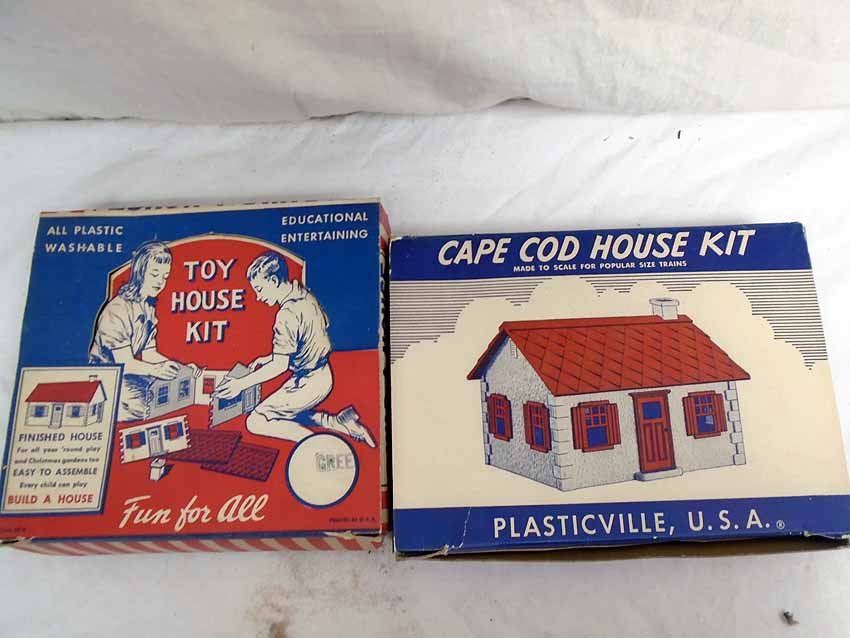 ALL PLASTIC
WASHABLE
EDUCATIONAL
ENTERTAINING
TOY
HOUSE
KIT
FINISHED HOUSE
For all year 'round play
and Christmas gardens too
EASY TO ASSEMBLE
Every child can play
BUILD A HOUSE
GREE
Fun for All
CAPE COD HOUSE KIT
MADE TO SCALE FOR POPULAR SIZE TRAINS
PLASTICVILLE, U.S.A.®